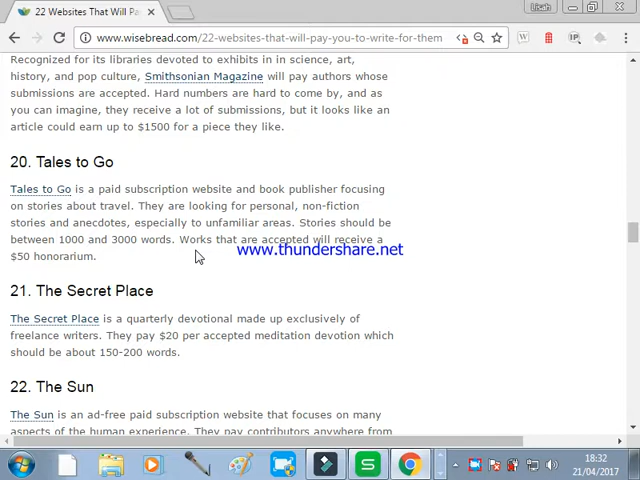 22 Websites That Will Pa
Lisah
www.wisebread.com/22-websites-that-will-pay-you-to-write-for-them
Recognized for its libraries devoted to exhibits in in science, art,
history, and pop culture, Smithsonian Magazine will pay authors whose
submissions are accepted. Hard numbers are hard to come by, and as
you can imagine, they receive a lot of submissions, but it looks like an
article could earn up to $1500 for a piece they like.
20. Tales to Go
Tales to Go is a paid subscription website and book publisher focusing
on stories about travel. They are looking for personal, non-fiction
stories and anecdotes, especially to unfamiliar areas. Stories should be
between 1000 and 3000 words. Works that are accepted will receive a
$50 honorarium.
www.thundershare.net
21. The Secret Place
The Secret Place is a quarterly devotional made up exclusively of
freelance writers. They pay $20 per accepted meditation devotion which
should be about 150-200 words.
22. The Sun
The Sun is an ad-free paid subscription website that focuses on many
aspects of the human experience. They pay contributors anywhere from
18:32
21/04/2017